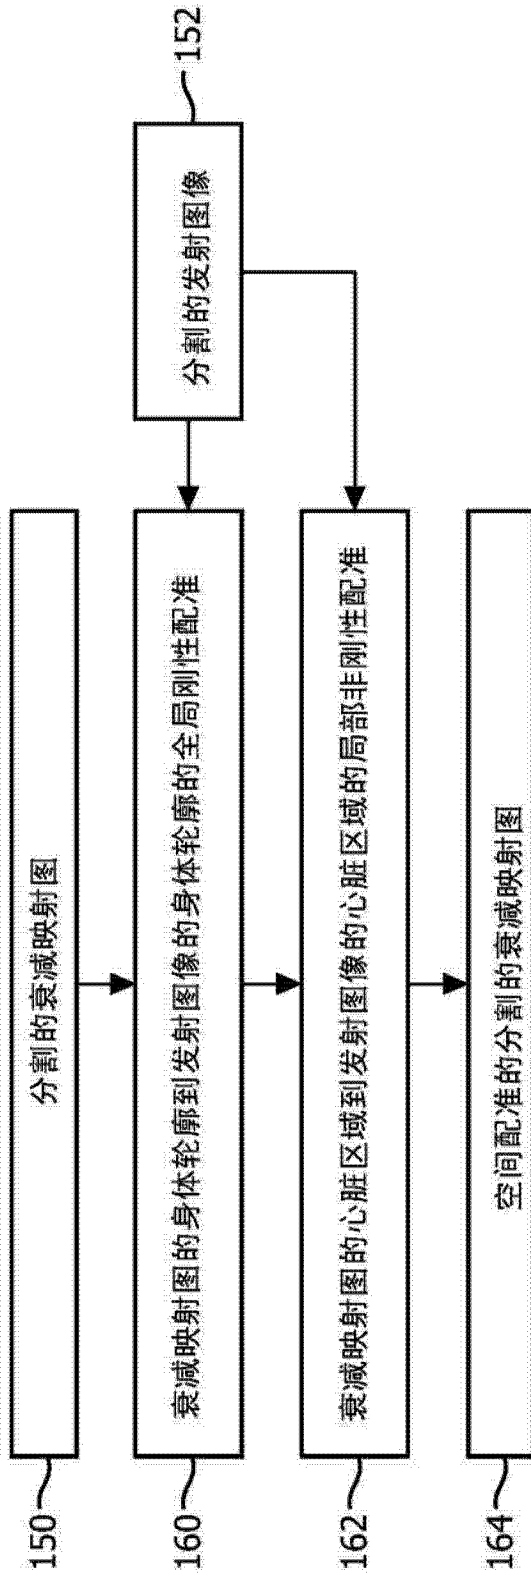 150
分割的衰减映射图
152
分割的发射图像
160
衰减映射图的身体轮廓到发射图像的身体轮廓的全局刚性配准
162
衰减映射图的心脏区域到发射图像的心脏区域的局部非刚性配准
164
空间配准的分割的衰减映射图